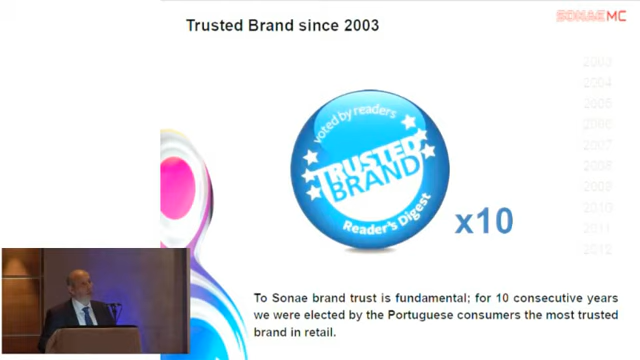 Trusted Brand since 2003
SONAE MC
2003
2004
2005
2006
2007
2008
2009
2010
2011
2012
voted by readers
TRUSTED
BRAND
Reader's Digest
x10
To Sonae brand trust is fundamental; for 10 consecutive years
we were elected by the Portuguese consumers the most trusted
brand in retail.